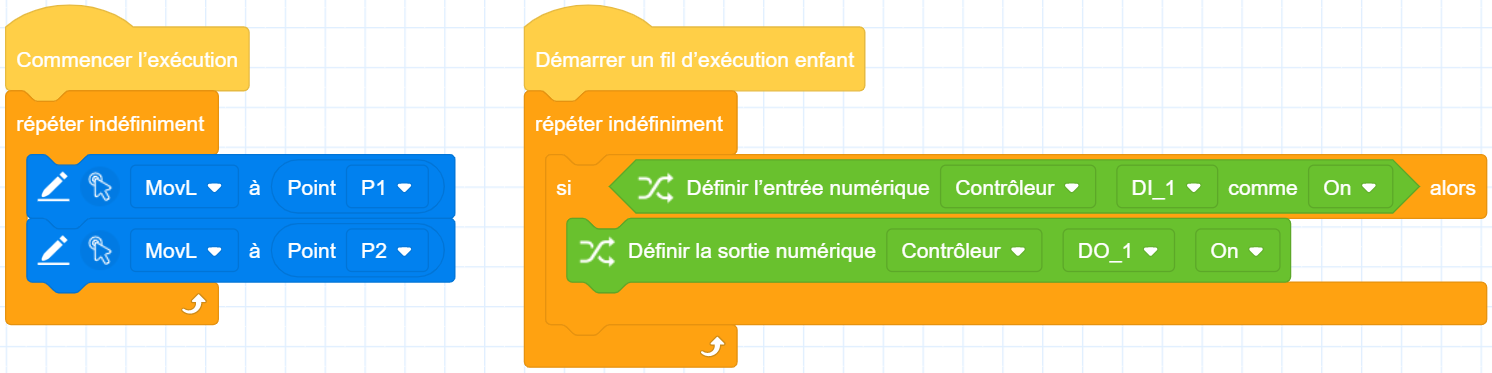 Commencer l’exécution
répéter indéfiniment
MovL à Point P1
MovL à Point P2
Démarrer un fil d’exécution enfant
répéter indéfiniment
si Définir l’entrée numérique Contrôleur DI_1 comme On alors
Définir la sortie numérique Contrôleur DO_1 On